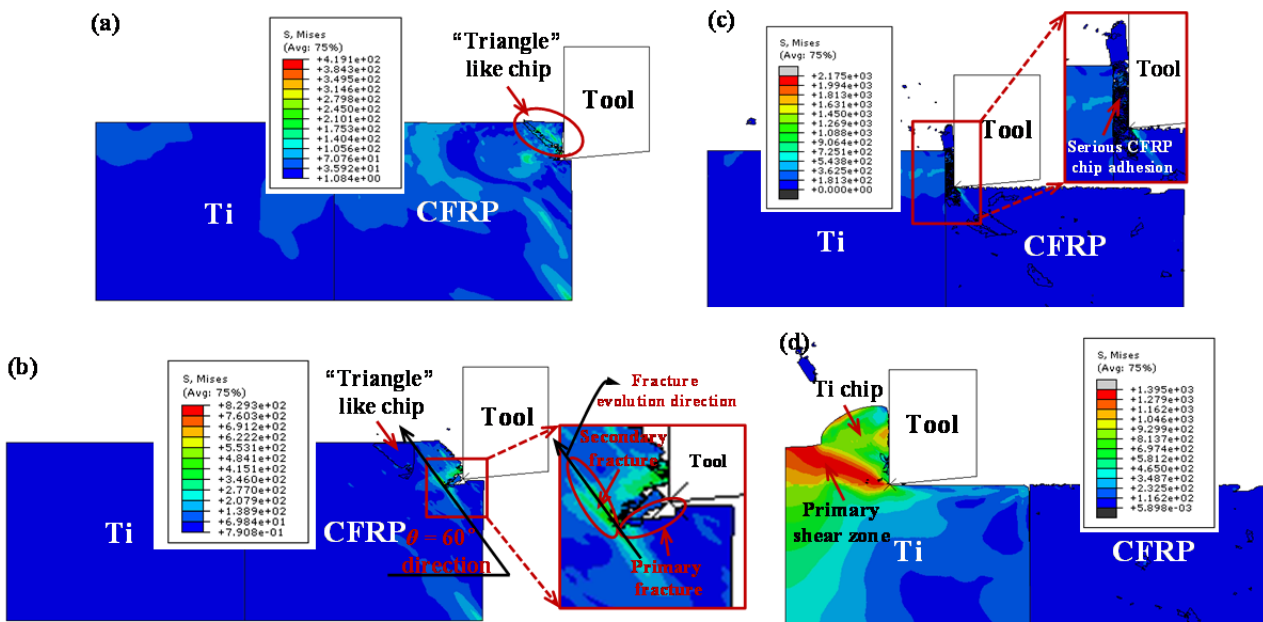 (a)
S, Mises
(Avg: 75%)
+4.191e+02
+3.843e+02
+3.495e+02
+3.146e+02
+2.798e+02
+2.450e+02
+2.101e+02
+1.753e+02
+1.404e+02
+1.056e+02
+7.076e+01
+3.592e+01
+1.084e+00
“Triangle”
like chip
Tool
Ti
CFRP
(c)
S, Mises
(Avg: 75%)
+2.175e+03
+1.994e+03
+1.813e+03
+1.631e+03
+1.450e+03
+1.269e+03
+1.088e+03
+9.064e+02
+7.251e+02
+5.438e+02
+3.625e+02
+1.813e+02
+0.000e+00
Tool
Tool
Serious CFRP
chip adhesion
Ti
CFRP
(b)
S, Mises
(Avg: 75%)
+8.293e+02
+7.603e+02
+6.912e+02
+6.222e+02
+5.531e+02
+4.841e+02
+4.151e+02
+3.460e+02
+2.770e+02
+2.079e+02
+1.389e+02
+6.984e+01
+7.908e-01
“Triangle”
like chip
Tool
Fracture
evolution direction
Secondary
fracture
Tool
Primary
fracture
Ti
CFRP
θ = 60°
direction
(d)
Ti chip
Tool
S, Mises
(Avg: 75%)
+1.395e+03
+1.279e+03
+1.162e+03
+1.046e+03
+9.299e+02
+8.137e+02
+6.974e+02
+5.812e+02
+4.650e+02
+3.487e+02
+2.325e+02
+1.162e+02
+5.898e-03
Primary
shear zone
Ti
CFRP